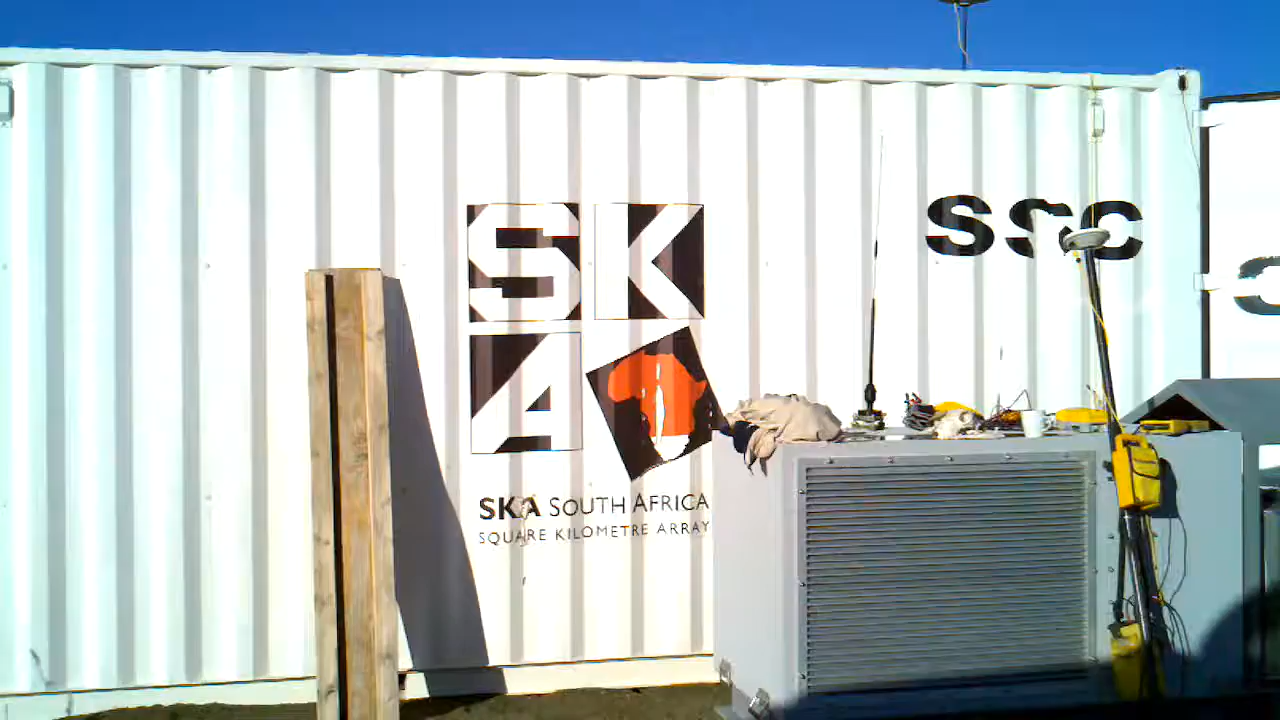 SK
A
SKA SOUTH AFRICA
SQUARE KILOMETRE ARRAY
SSC